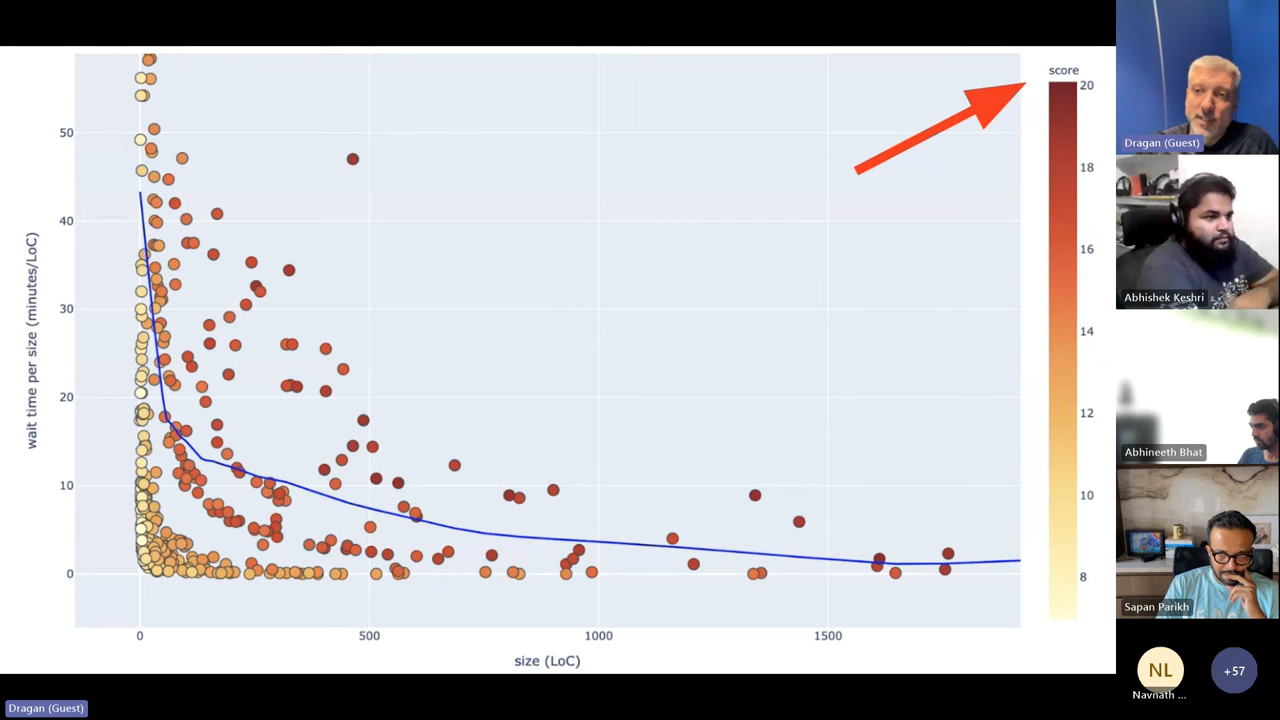 score
20
18
16
14
12
10
8
wait time per size (minutes/LoC)
50
40
30
20
10
0
0
500
1000
1500
size (LoC)
Dragan (Guest)
Abhishek Keshri
Abhineeth Bhat
Sapan Parikh
NL
Navnath ...
+57
Dragan (Guest)